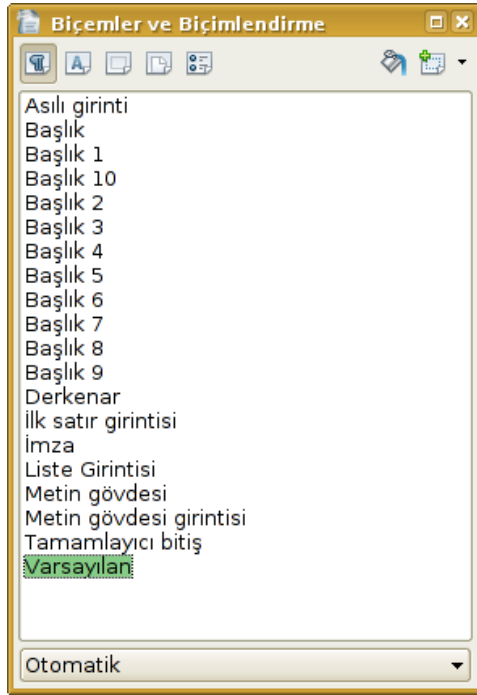 Biçemler ve Biçimlendirme
Asılı girinti
Başlık
Başlık 1
Başlık 10
Başlık 2
Başlık 3
Başlık 4
Başlık 5
Başlık 6
Başlık 7
Başlık 8
Başlık 9
Derkenar
İlk satır girintisi
İmza
Liste Girintisi
Metin gövdesi
Metin gövdesi girintisi
Tamamlayıcı bitiş
Varsayılan
Otomatik